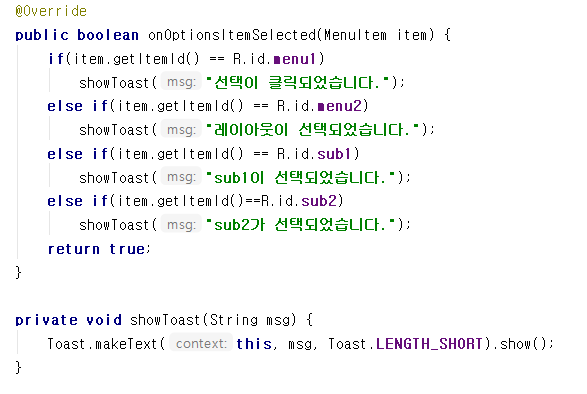 @Override
public boolean onOptionsItemSelected(MenuItem item) {
if(item.getItemId() == R.id.menu1)
showToast( msg: "선택이 클릭되었습니다.");
else if(item.getItemId() == R.id.menu2)
showToast( msg: "레이아웃이 선택되었습니다.");
else if(item.getItemId() == R.id.sub1)
showToast( msg: "sub1이 선택되었습니다.");
else if(item.getItemId()==R.id.sub2)
showToast( msg: "sub2가 선택되었습니다.");
return true;
}
private void showToast(String msg) {
Toast.makeText( context: this, msg, Toast.LENGTH_SHORT).show();
}